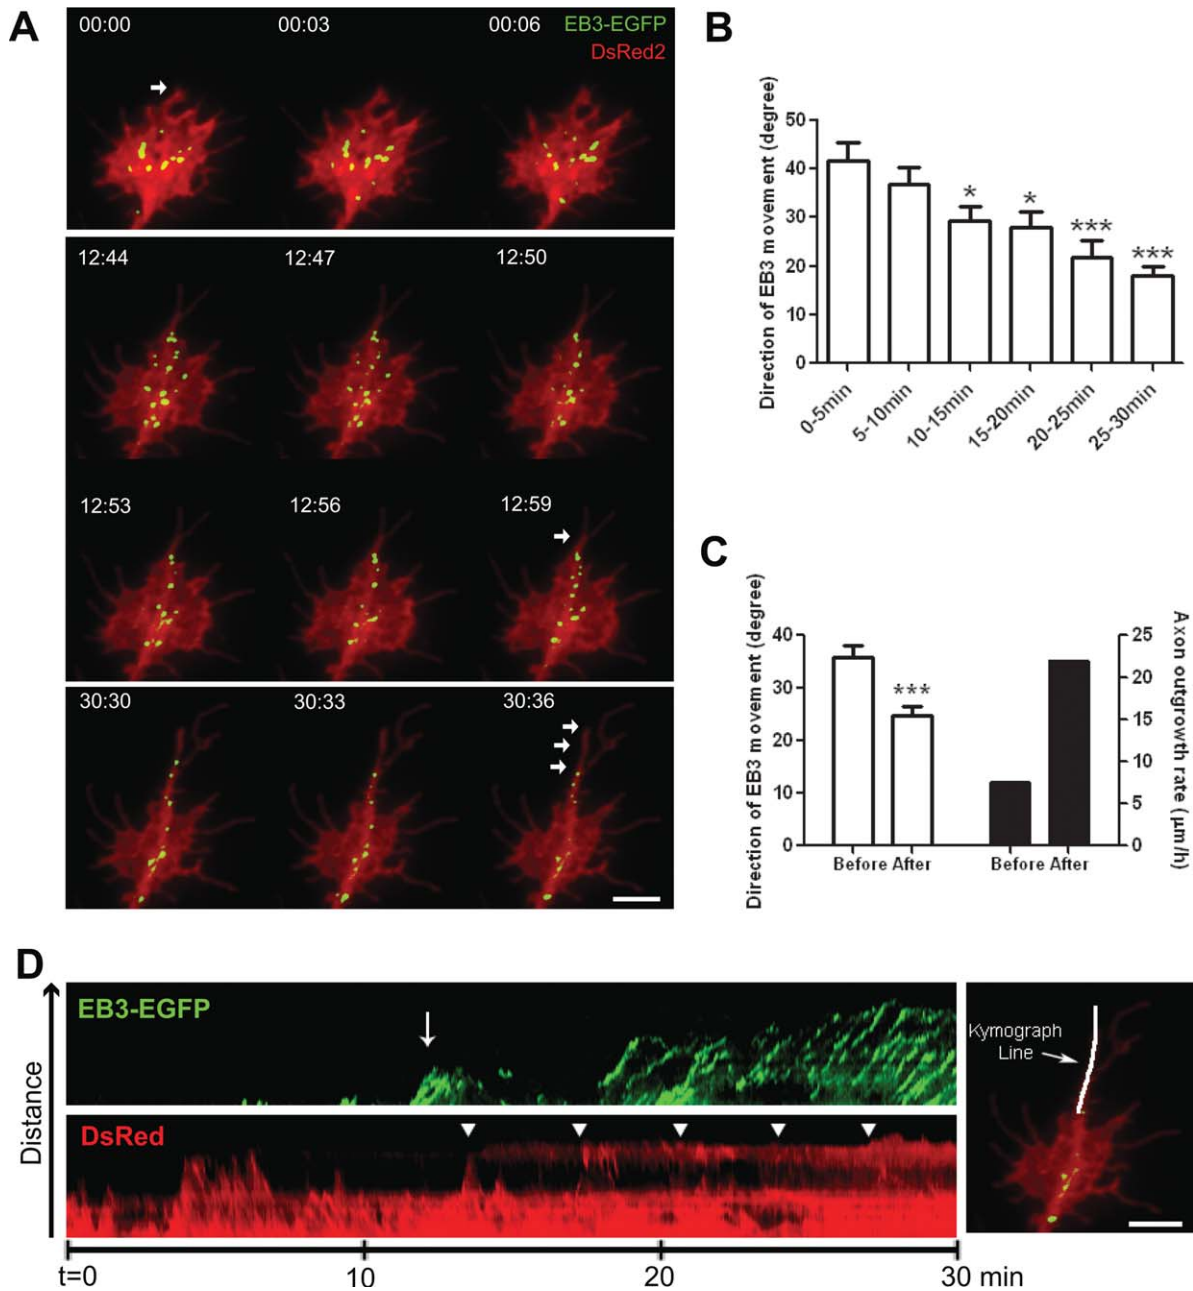 A
00:00
00:03
00:06
EB3-EGFP
DsRed2
12:44
12:47
12:50
12:53
12:56
12:59
30:30
30:33
30:36
B
Direction of EB3 movement (degree)
50
40
30
20
10
0
*
*
***
***
0-5min
5-10min
10-15min
15-20min
20-25min
25-30min
C
Direction of EB3 movement (degree)
40
30
20
10
0
***
Before After
Before After
25
20
15
10
5
0
Axon outgrowth rate (μm/h)
D
Distance
EB3-EGFP
DsRed
Kymograph
Line
t=0
10
20
30 min